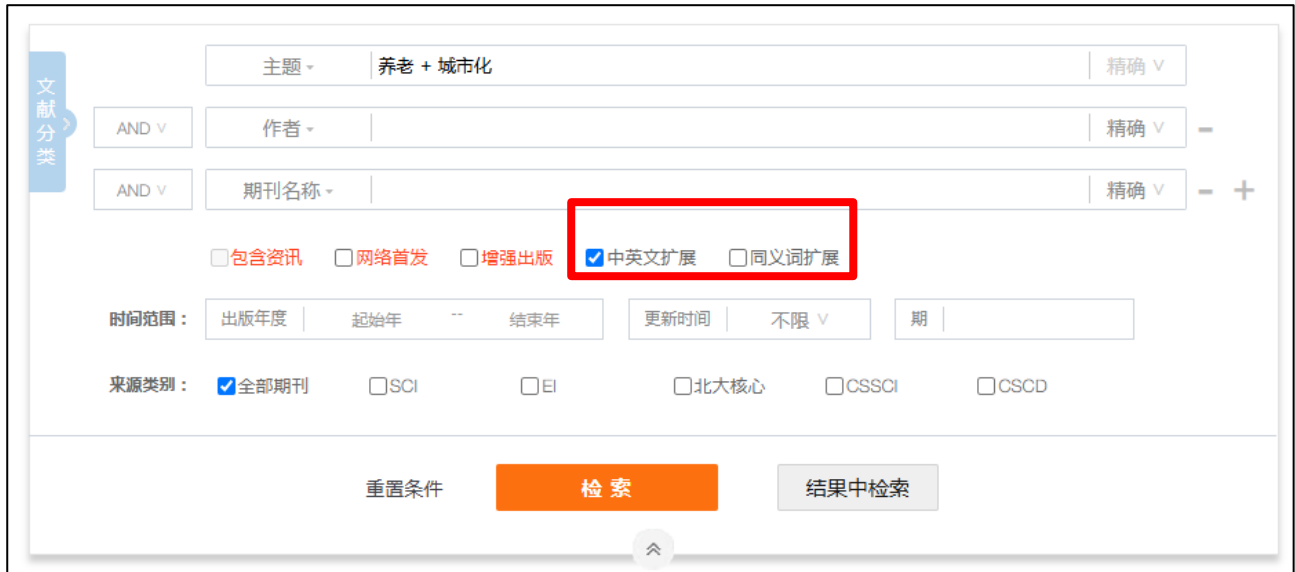 文献分类
主题 养老 + 城市化 精确
AND 作者 精确
AND 期刊名称 精确
包含资讯 网络首发 增强出版 中英文扩展 同义词扩展
时间范围： 出版年度 起始年 -- 结束年 更新时间 不限 期
来源类别： 全部期刊 SCI EI 北大核心 CSSCI CSCD
重置条件 检索 结果中检索